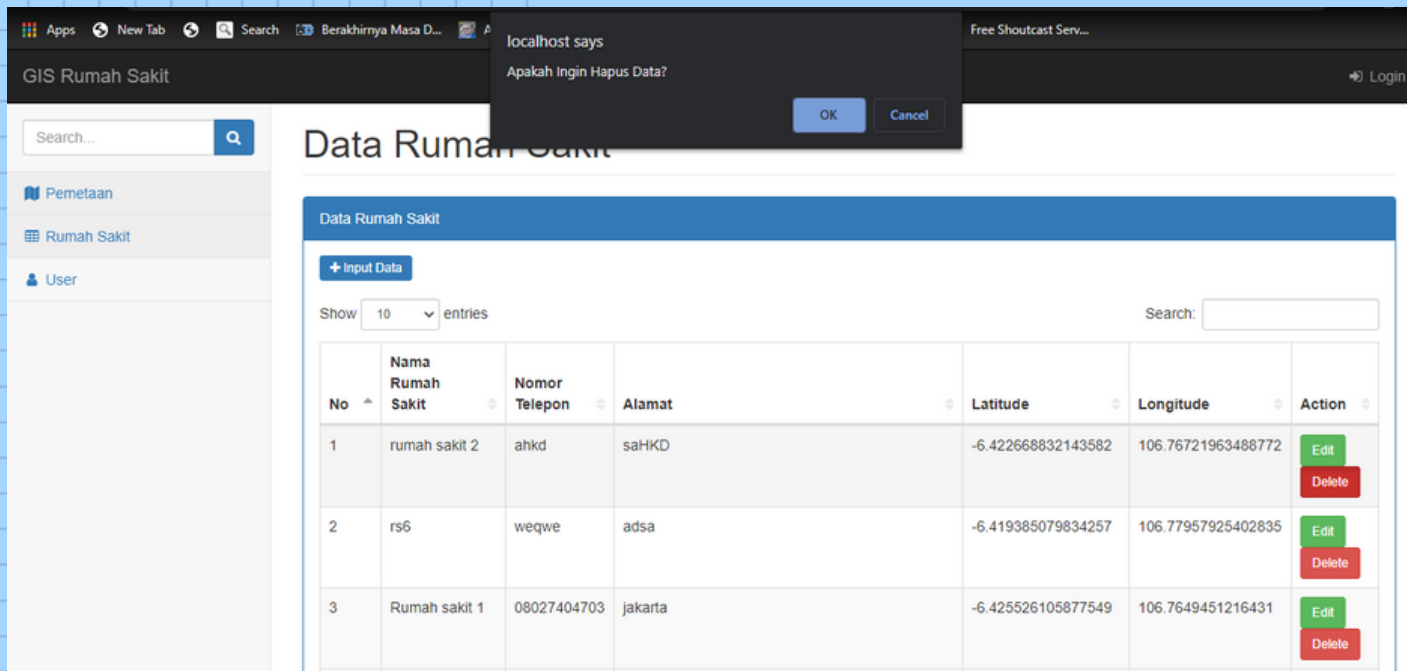 Apps New Tab Search Berakhirnya Masa D... A Free Shoutcast Serv...
localhost says
Apakah Ingin Hapus Data?
OK Cancel
GIS Rumah Sakit Login
Search...
Data Rumah Sakit
Pemetaan
Rumah Sakit
User
Data Rumah Sakit
+ Input Data
Show 10 entries Search:
No Nama Rumah Sakit Nomor Telepon Alamat Latitude Longitude Action
1 rumah sakit 2 ahkd saHKD -6.422668832143582 106.76721963488772 Edit
Delete
2 rs6 weqwe adsa -6.419385079834257 106.77957925402835 Edit
Delete
3 Rumah sakit 1 08027404703 jakarta -6.425526105877549 106.7649451216431 Edit
Delete